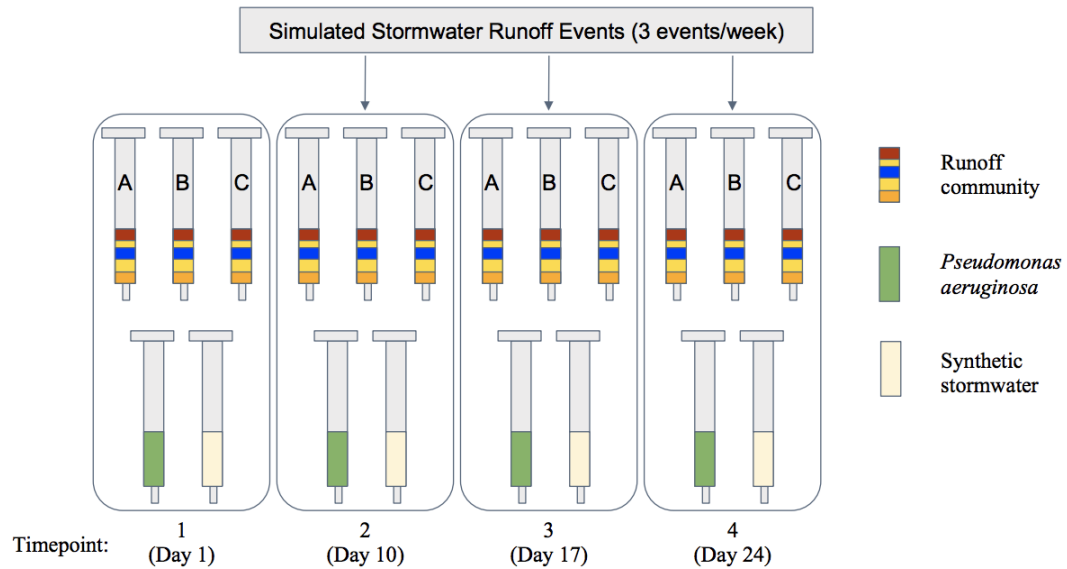 Simulated Stormwater Runoff Events (3 events/week)
A B C A B C A B C A B C
Runoff
community
Pseudomonas
aeruginosa
Synthetic
stormwater
Timepoint:
1
(Day 1)
2
(Day 10)
3
(Day 17)
4
(Day 24)